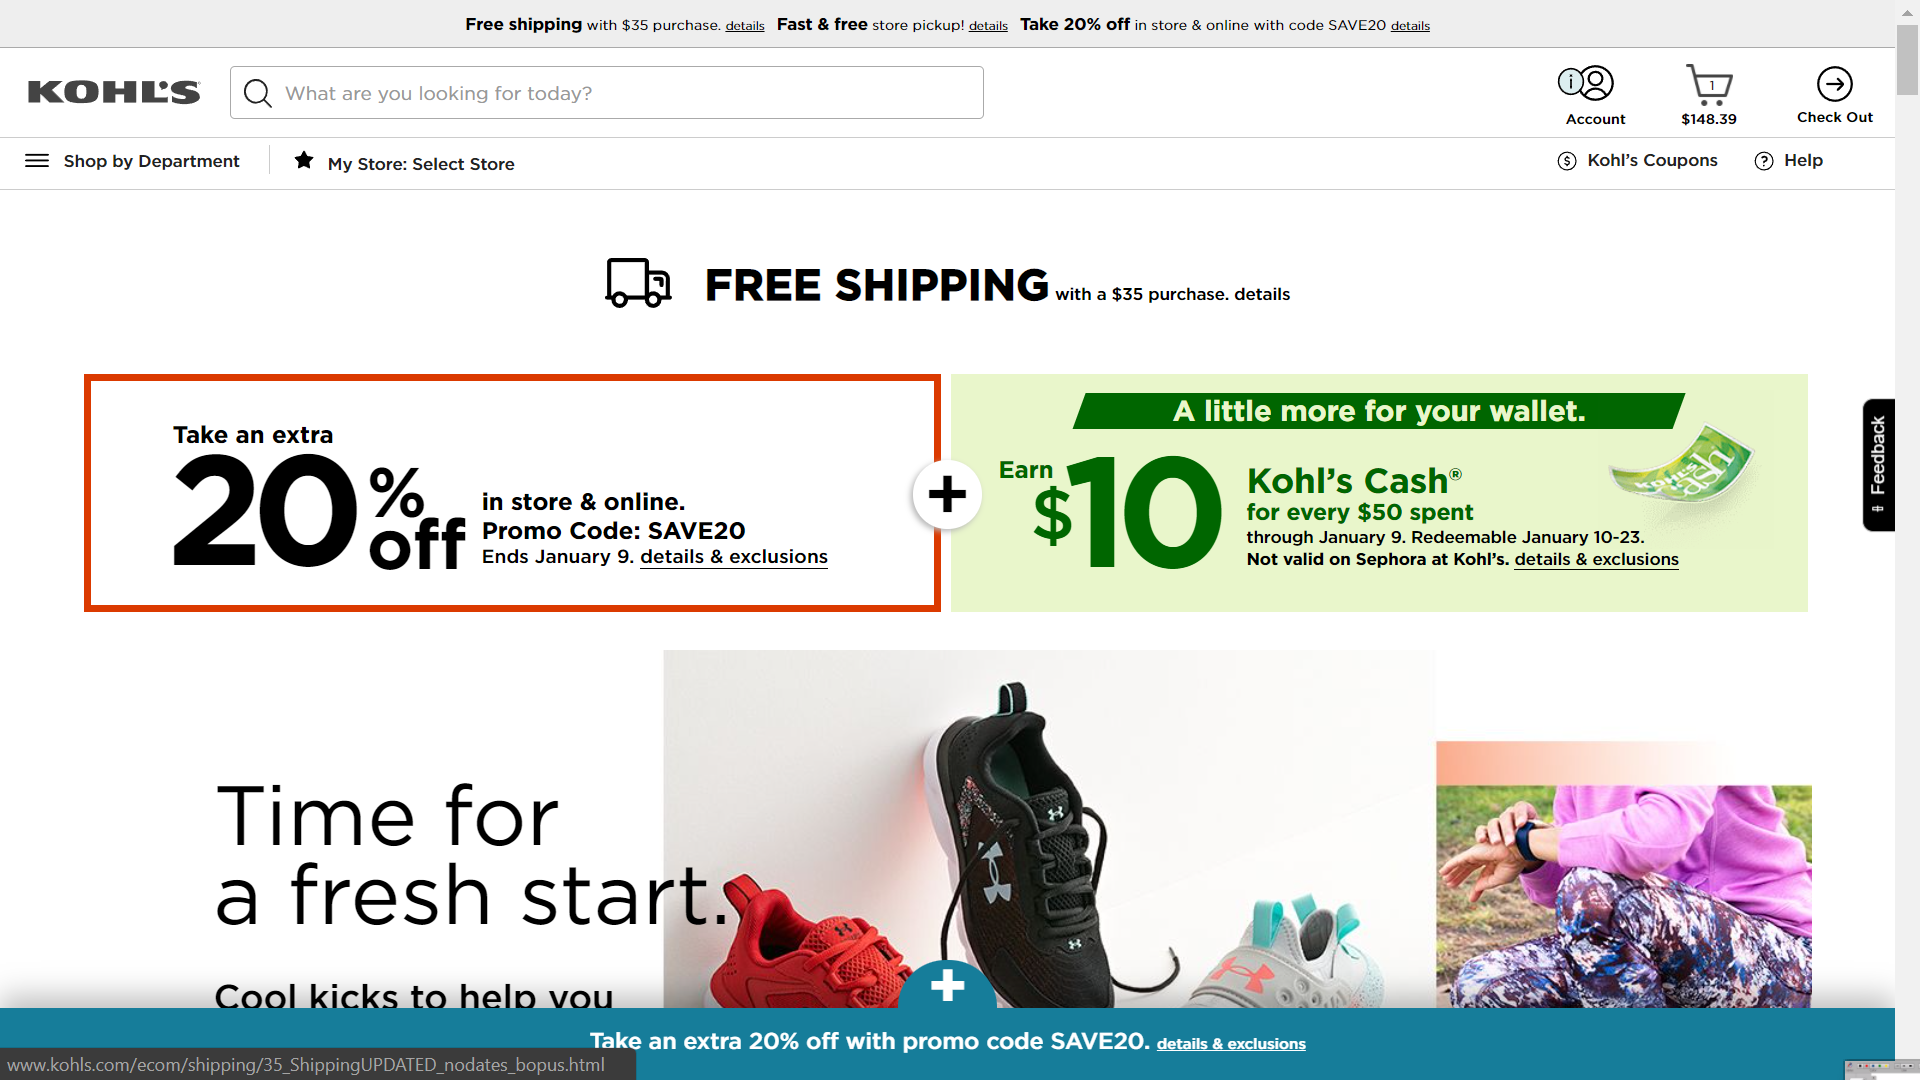 Free shipping with $35 purchase. details Fast & free store pickup! details Take 20% off in store & online with code SAVE20 details
KOHL'S
What are you looking for today?
i
Account
1
$148.39
Check Out
Shop by Department
My Store: Select Store
$ Kohl's Coupons
? Help
FREE SHIPPING with a $35 purchase. details
Take an extra
20% off
in store & online.
Promo Code: SAVE20
Ends January 9. details & exclusions
+
A little more for your wallet.
Earn
$10
Kohl's Cash®
for every $50 spent
through January 9. Redeemable January 10-23.
Not valid on Sephora at Kohl's. details & exclusions
KOHL'S
Cash
Feedback
Time for
a fresh start.
Cool kicks to help you
+
Take an extra 20% off with promo code SAVE20. details & exclusions
www.kohls.com/ecom/shipping/35_ShippingUPDATED_nodates_bopus.html